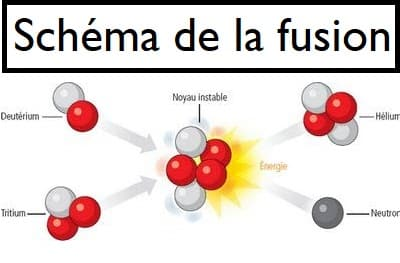 Schéma de la fusion
Noyau instable
Deutérium
Hélium
Énergie
Tritium
Neutron